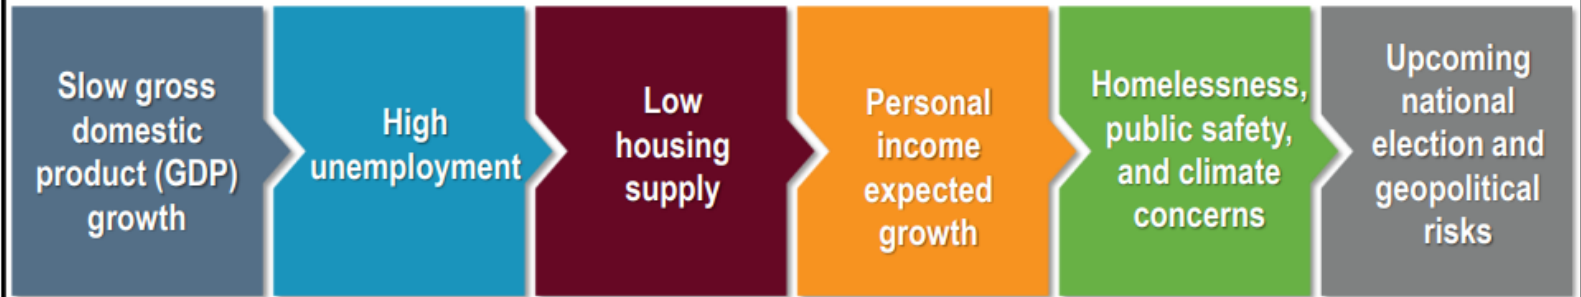 Slow gross
domestic
product (GDP)
growth
High
unemployment
Low
housing
supply
Personal
income
expected
growth
Homelessness,
public safety,
and climate
concerns
Upcoming
national
election and
geopolitical
risks